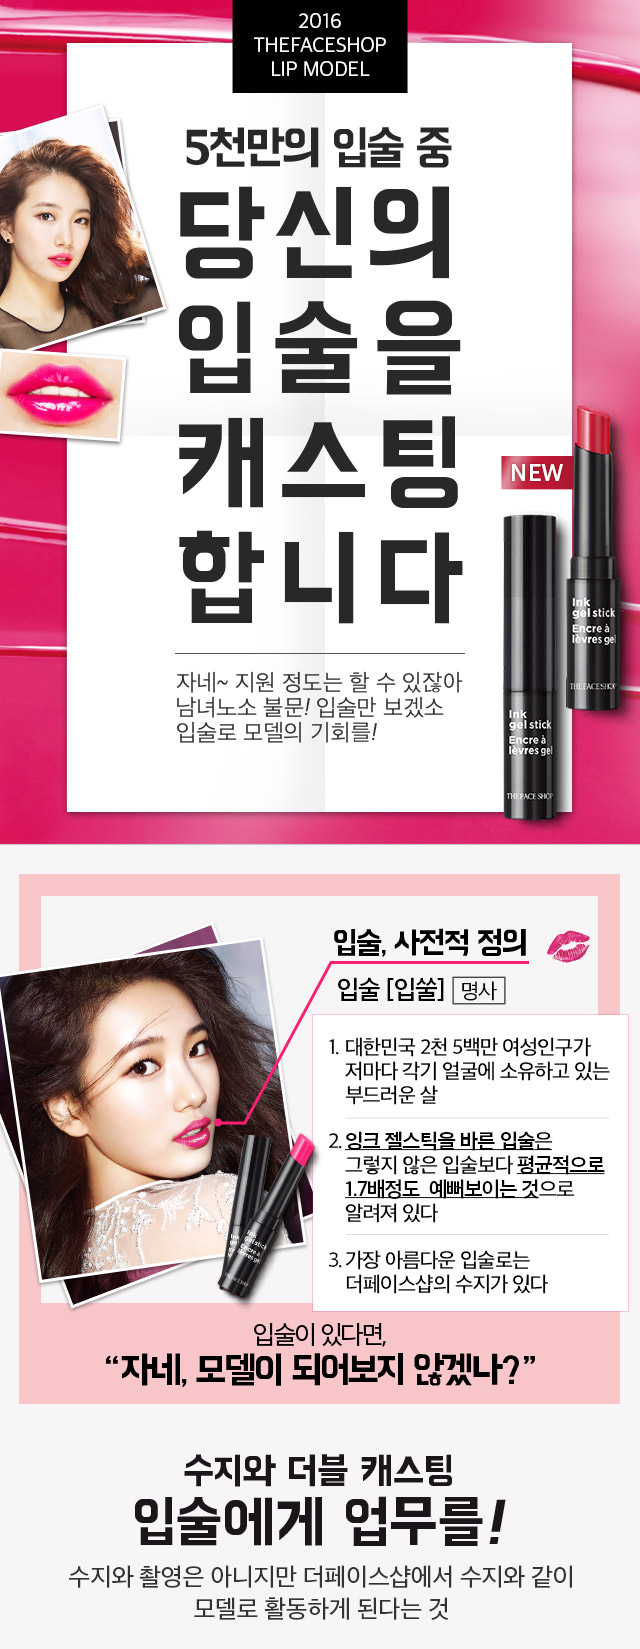 2016
THEFACESHOP
LIP MODEL
5천만의 입술 중
당신의
입술을
캐스팅
합니다
NEW
Ink
gel stick
Encre à
lèvres gel
THE FACE SHOP
Ink
gel stick
Encre à
lèvres gel
THE FACE SHOP
자네~ 지원 정도는 할 수 있잖아
남녀노소 불문! 입술만 보겠소
입술로 모델의 기회를!
입술, 사전적 정의
입술 [입쑬] 명사
1. 대한민국 2천 5백만 여성인구가
저마다 각기 얼굴에 소유하고 있는
부드러운 살
2. 잉크 젤스틱을 바른 입술은
그렇지 않은 입술보다 평균적으로
1.7배정도 예뻐보이는 것으로
알려져 있다
3. 가장 아름다운 입술로는
더페이스샵의 수지가 있다
Ink
gel stick
Encre à
lèvres gel
입술이 있다면,
“자네, 모델이 되어보지 않겠나?”
수지와 더블 캐스팅
입술에게 업무를!
수지와 촬영은 아니지만 더페이스샵에서 수지와 같이
모델로 활동하게 된다는 것